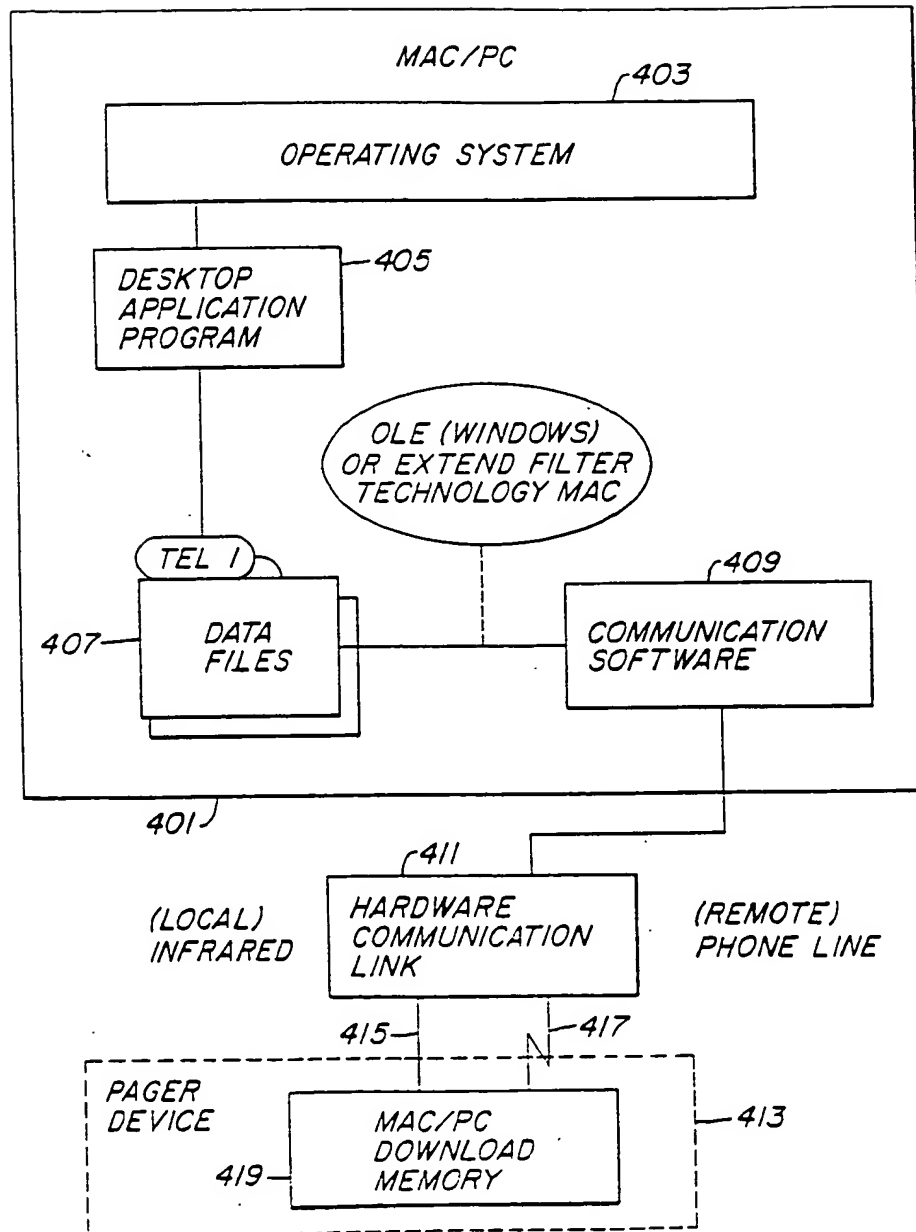 MAC/PC
403
OPERATING SYSTEM
405
DESKTOP
APPLICATION
PROGRAM
OLE (WINDOWS)
OR EXTEND FILTER
TECHNOLOGY MAC
TEL 1
409
407
DATA
FILES
COMMUNICATION
SOFTWARE
401
411
(LOCAL)
INFRARED
HARDWARE
COMMUNICATION
LINK
(REMOTE)
PHONE LINE
415
417
PAGER
DEVICE
MAC/PC
DOWNLOAD
MEMORY
413
419